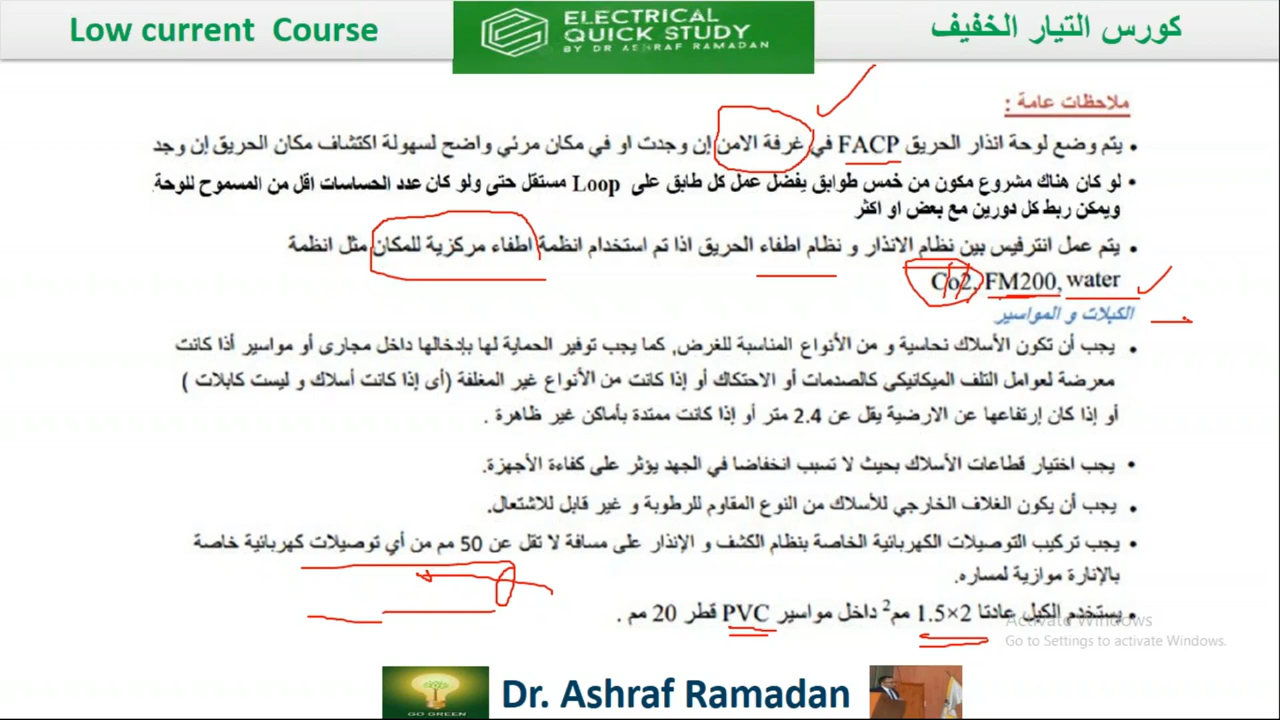 Low current Course
ELECTRICAL
QUICK STUDY
BY DR ASHRAF RAMADAN
كورس التيار الخفيف
ملاحظات عامة :
• يتم وضع لوحة انذار الحريق FACP في غرفة الامن إن وجدت او في مكان مرئي واضح لسهولة اكتشاف مكان الحريق إن وجد
• لو كان هناك مشروع مكون من خمس طوابق يفضل عمل كل طابق على Loop مستقل حتى ولو كان عدد الحساسات اقل من المسموح للوحة
ويمكن ربط كل دورين مع بعض او اكثر
• يتم عمل انترفيس بين نظام الانذار و نظام اطفاء الحريق اذا تم استخدام انظمة اطفاء مركزية للمكان مثل انظمة
Co2, FM200, water
الكبلات و المواسير
• يجب أن تكون الأسلاك نحاسية و من الأنواع المناسبة للغرض, كما يجب توفير الحماية لها بإدخالها داخل مجارى أو مواسير أذا كانت
معرضة لعوامل التلف الميكانيكى كالصدمات أو الاحتكاك أو إذا كانت من الأنواع غير المغلفة (أى إذا كانت أسلاك و ليست كابلات )
أو إذا كان إرتفاعها عن الارضية يقل عن 2.4 متر أو إذا كانت ممتدة بأماكن غير ظاهرة .
• يجب اختيار قطاعات الأسلاك بحيث لا تسبب انخفاضا في الجهد يؤثر على كفاءة الأجهزة.
• يجب أن يكون الغلاف الخارجي للأسلاك من النوع المقاوم للرطوبة و غير قابل للاشتعال.
• يجب تركيب التوصيلات الكهربائية الخاصة بنظام الكشف و الإنذار على مسافة لا تقل عن 50 مم من أي توصيلات كهربائية خاصة
بالإنارة موازية لمساره.
• يستخدم الكبل عادتا 2×1.5 مم2 داخل مواسير PVC قطر 20 مم .
Activate Windows
Go to Settings to activate Windows.
GO GREEN
Dr. Ashraf Ramadan